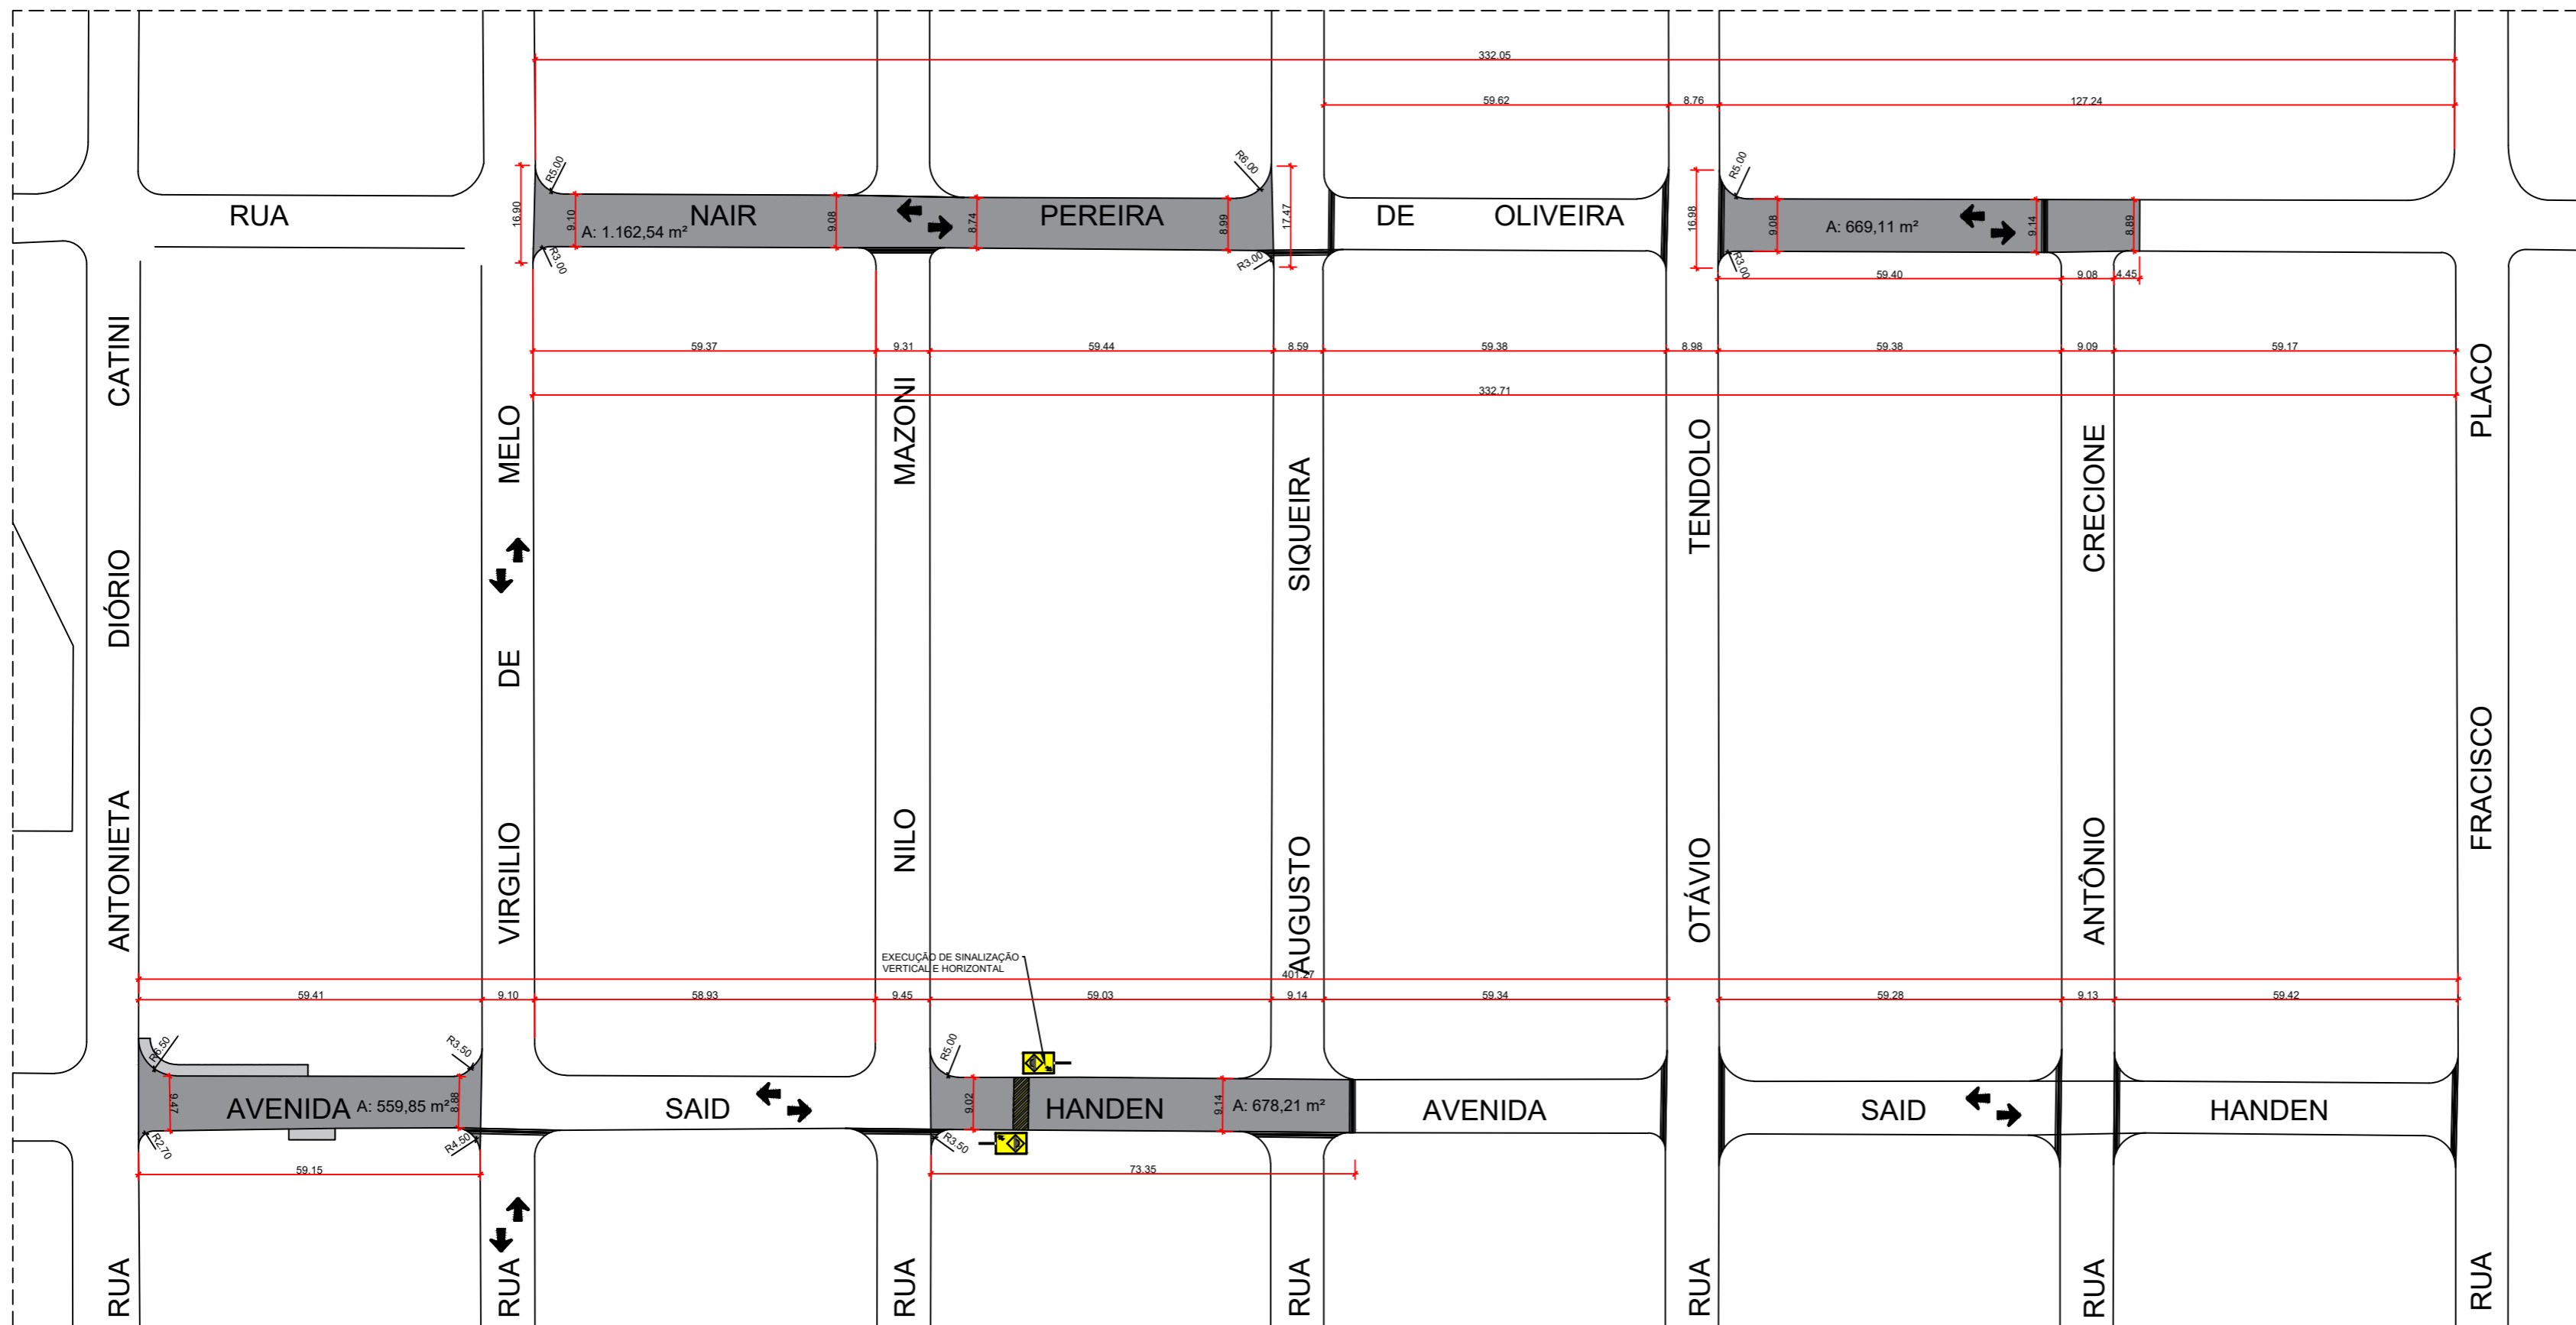 332.05
59.62
8.76
127.24
R5.00
R6.00
R5.00
RUA NAIR PEREIRA DE OLIVEIRA
16.90
9.10
A: 1.162,54 m²
9.08
8.74
8.99
17.47
16.98
9.08
A: 669,11 m²
9.14
8.89
R3.00
R3.00
R3.00
59.40
9.08
4.45
59.37
9.31
59.44
8.59
59.38
8.98
59.38
9.09
59.17
332.71
RUA ANTONIETA DIÓRIO CATINI
RUA VIRGILIO DE MELO
RUA NILO MAZONI
RUA AUGUSTO SIQUEIRA
RUA OTÁVIO TENDOLO
RUA ANTÔNIO CRECIONE
RUA FRACISCO PLACO
EXECUÇÃO DE SINALIZAÇÃO
VERTICAL E HORIZONTAL
401.27
59.41
9.10
58.93
9.45
59.03
9.14
59.34
59.28
9.13
59.42
R6.50
R3.50
R5.00
9.47
AVENIDA
A: 559,85 m²
8.88
SAID
9.02
HANDEN
9.14
A: 678,21 m²
AVENIDA
SAID
HANDEN
R2.70
R4.50
R3.50
59.15
73.35